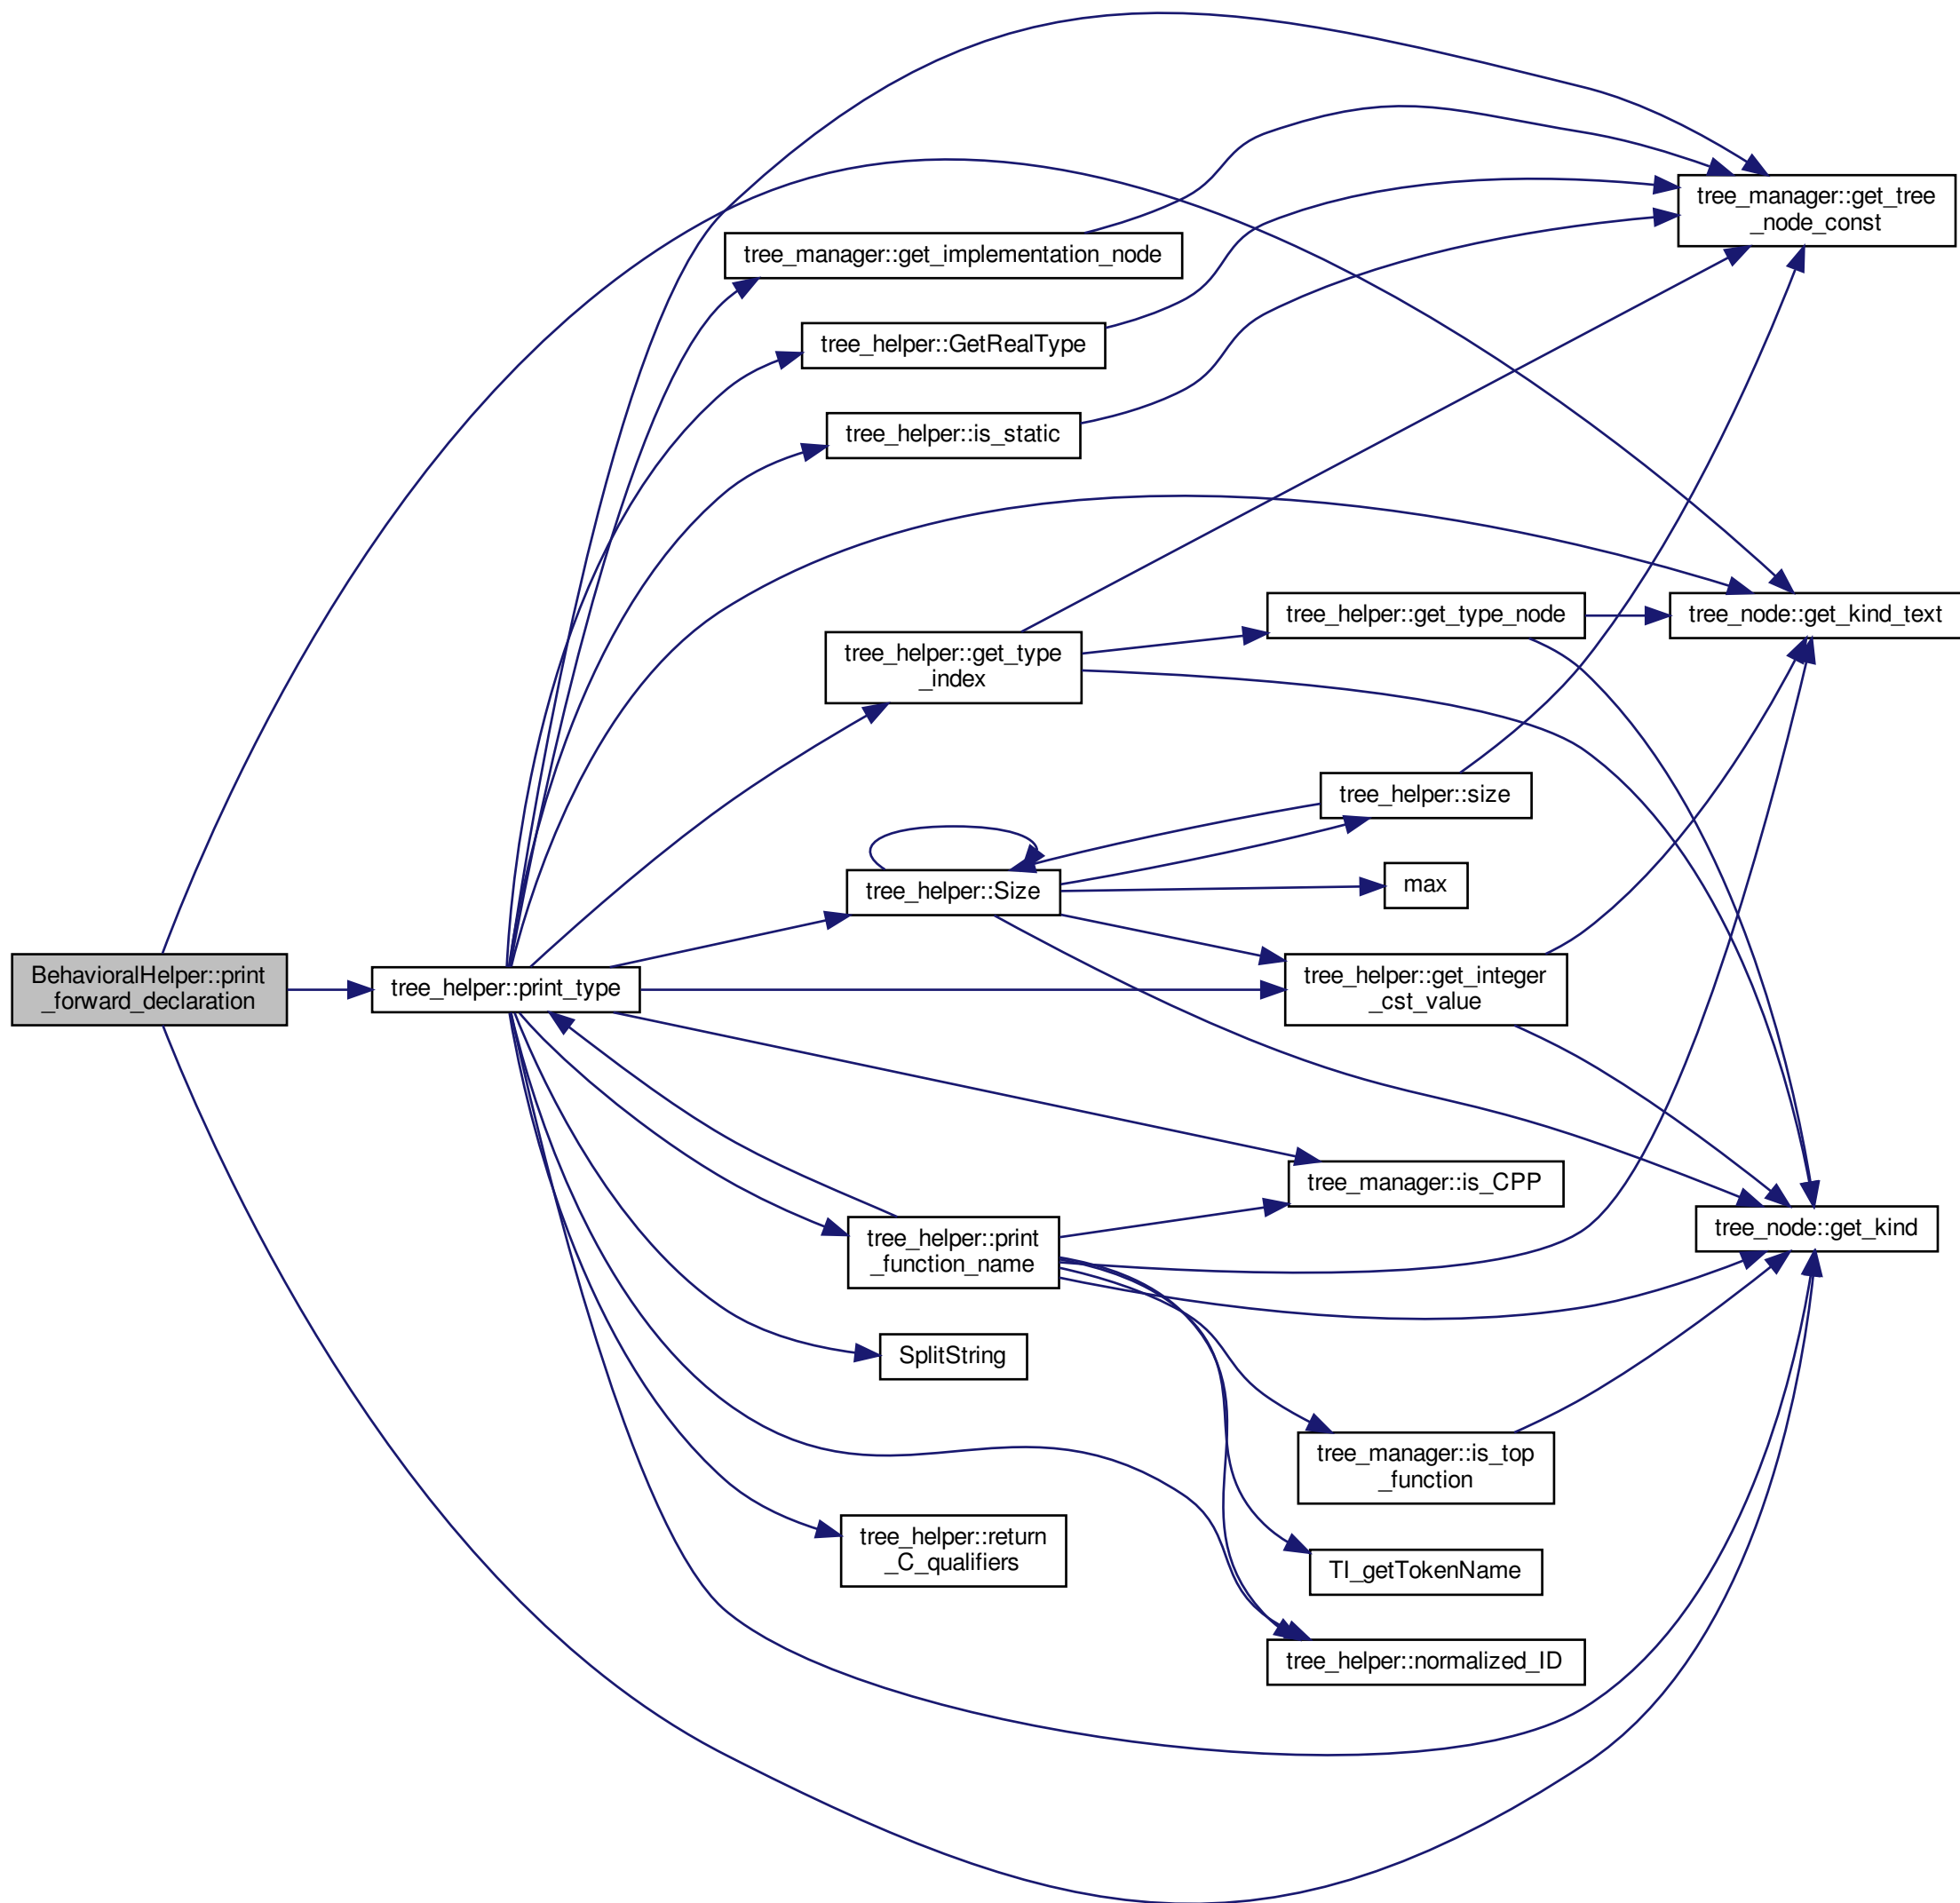 tree_manager::get_tree
_node_const
tree_manager::get_implementation_node
tree_helper::GetRealType
tree_helper::is_static
tree_helper::get_type_node
tree_node::get_kind_text
tree_helper::get_type
_index
tree_helper::size
tree_helper::Size
max
BehavioralHelper::print
_forward_declaration
tree_helper::print_type
tree_helper::get_integer
_cst_value
tree_manager::is_CPP
tree_node::get_kind
tree_helper::print
_function_name
SplitString
tree_manager::is_top
_function
tree_helper::return
_C_qualifiers
TI_getTokenName
tree_helper::normalized_ID